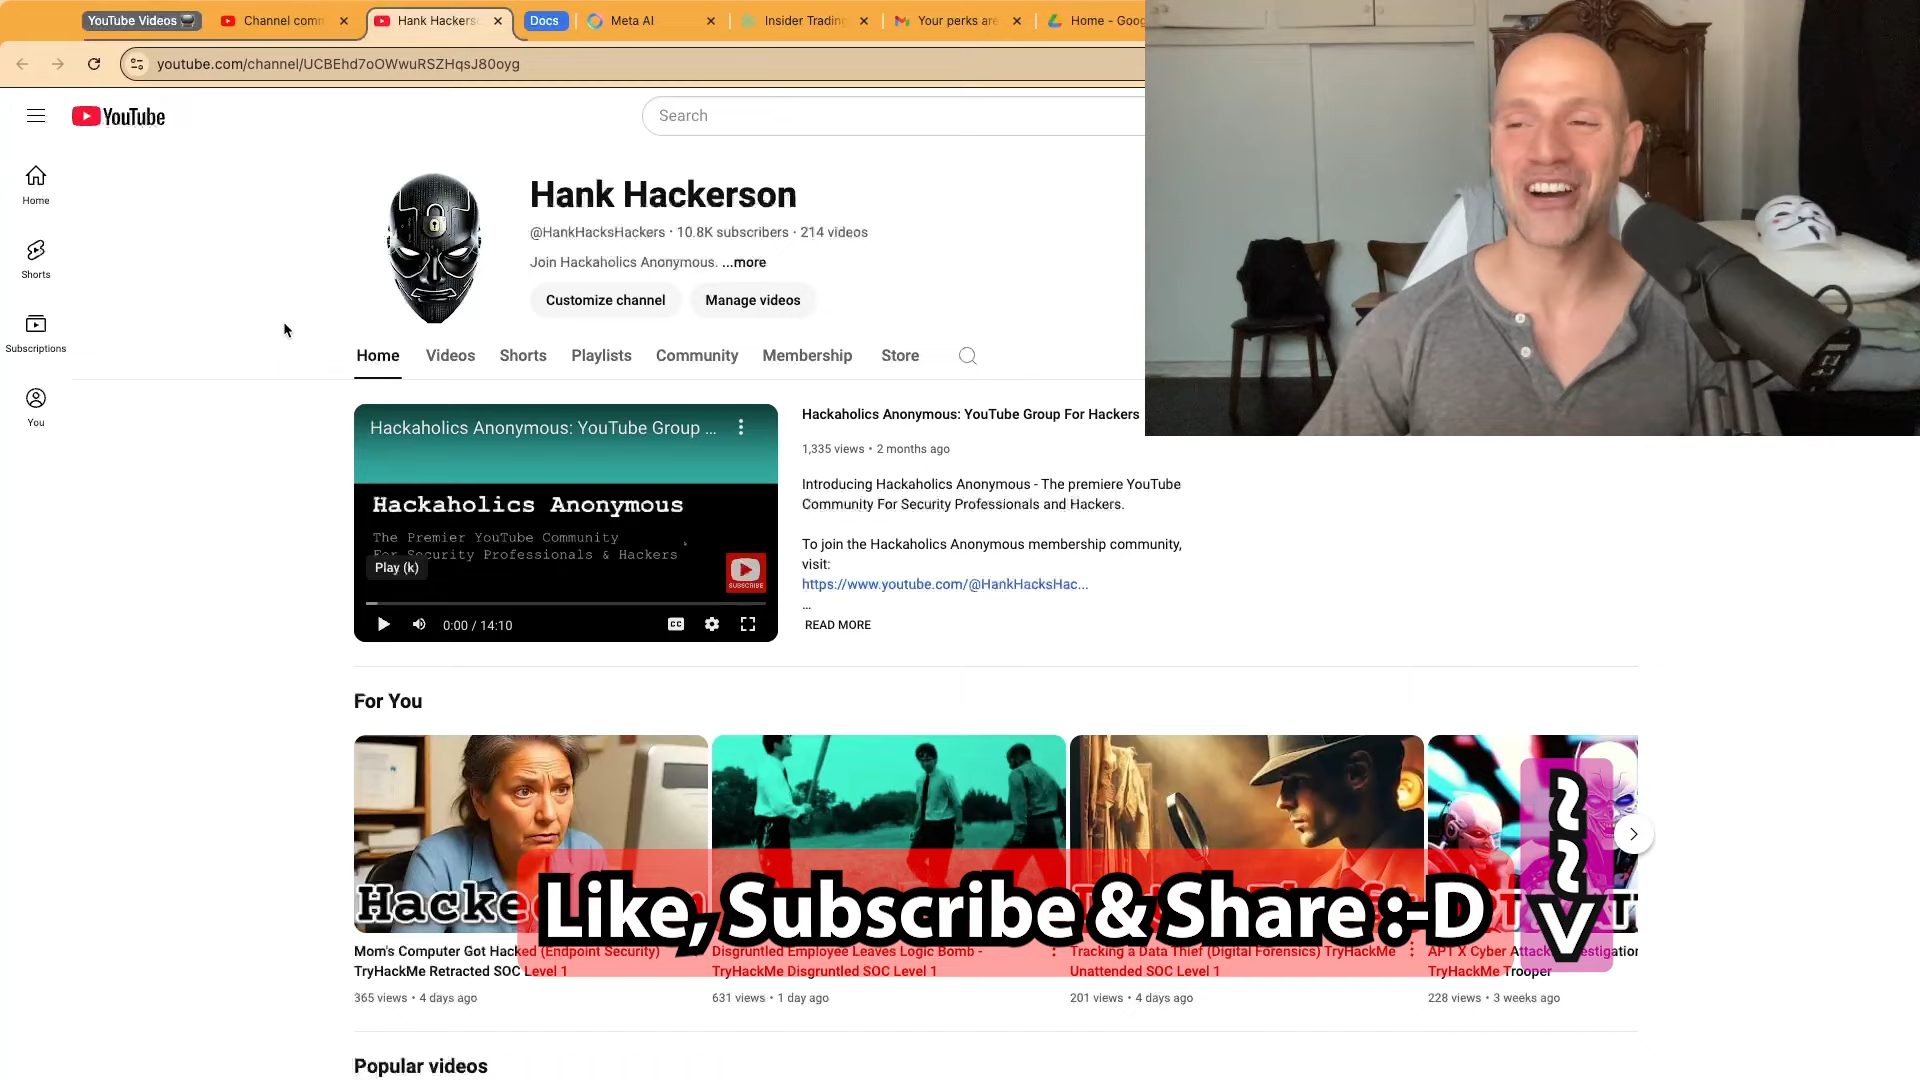 YouTube Videos
Channel comm
Hank Hackers
Docs
Meta AI
Insider Trading
Your perks are
Home - Goog
youtube.com/channel/UCBEhd7oOWwuRSZHqsJ80oyg
YouTube
Search
Home
Shorts
Subscriptions
You
Hank Hackerson
@HankHacksHackers · 10.8K subscribers · 214 videos
Join Hackaholics Anonymous. ...more
Customize channel
Manage videos
Home
Videos
Shorts
Playlists
Community
Membership
Store
Hackaholics Anonymous: YouTube Group ...
Hackaholics Anonymous
The Premier YouTube Community
For Security Professionals & Hackers
Play (k)
SUBSCRIBE
0:00 / 14:10
CC
Hackaholics Anonymous: YouTube Group For Hackers
1,335 views • 2 months ago
Introducing Hackaholics Anonymous - The premiere YouTube
Community For Security Professionals and Hackers.
To join the Hackaholics Anonymous membership community,
visit:
https://www.youtube.com/@HankHacksHac...
...
READ MORE
For You
Hacke
Like, Subscribe & Share :-D
~~>
Mom's Computer Got Hacked (Endpoint Security)
TryHackMe Retracted SOC Level 1
365 views • 4 days ago
Disgruntled Employee Leaves Logic Bomb -
TryHackMe Disgruntled SOC Level 1
631 views • 1 day ago
Tracking a Data Thief (Digital Forensics) TryHackMe
Unattended SOC Level 1
201 views • 4 days ago
APT X Cyber Attack
TryHackMe Trooper
228 views • 3 weeks ago
Popular videos